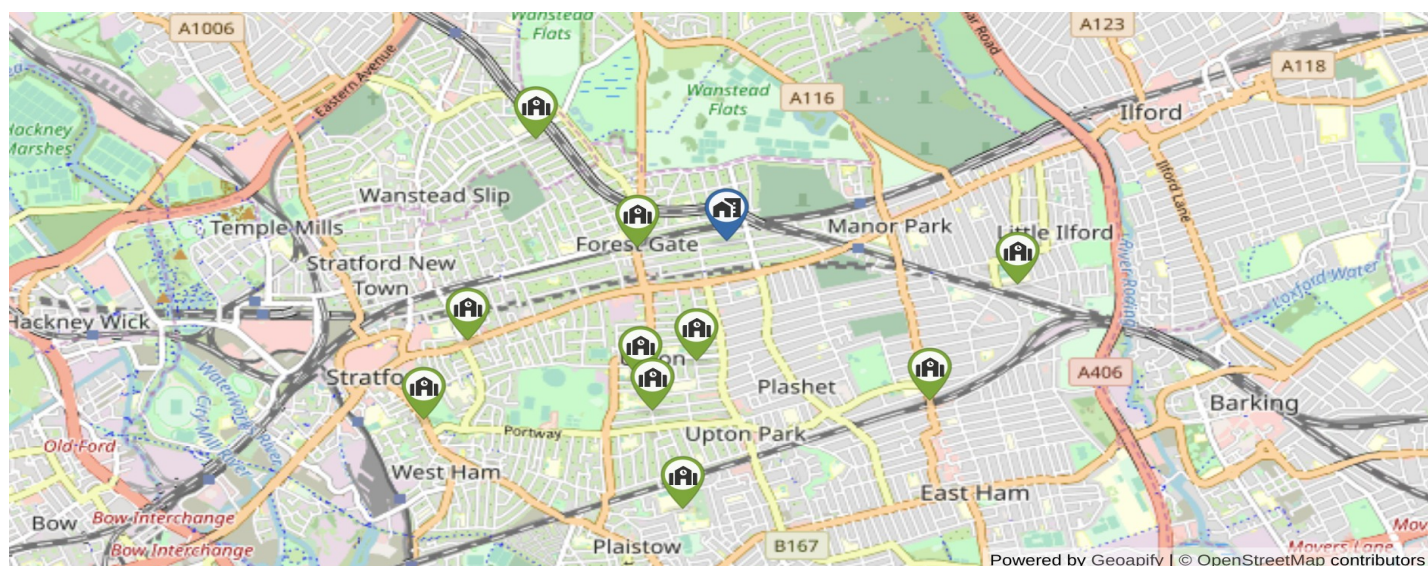 A1006
Wanstead
Flats
A123
A118
Eastern Avenue
Wanstead
Flats
A116
Ilford
Hackney
Marshes
Ilford Lane
Wanstead Slip
Temple Mills
Forest Gate
Manor Park
Little Ilford
Stratford New
Town
River Roding
Loxford Water
Hackney Wick
Waterworks River
City Mill River
Plashet
A406
Barking
Portway
Upton Park
Old Ford
West Ham
East Ham
Bow
Bow Interchange
Bow Interchange
Plaistow
B167
Movers Lane
Powered by Geoapify | © OpenStreetMap contributors